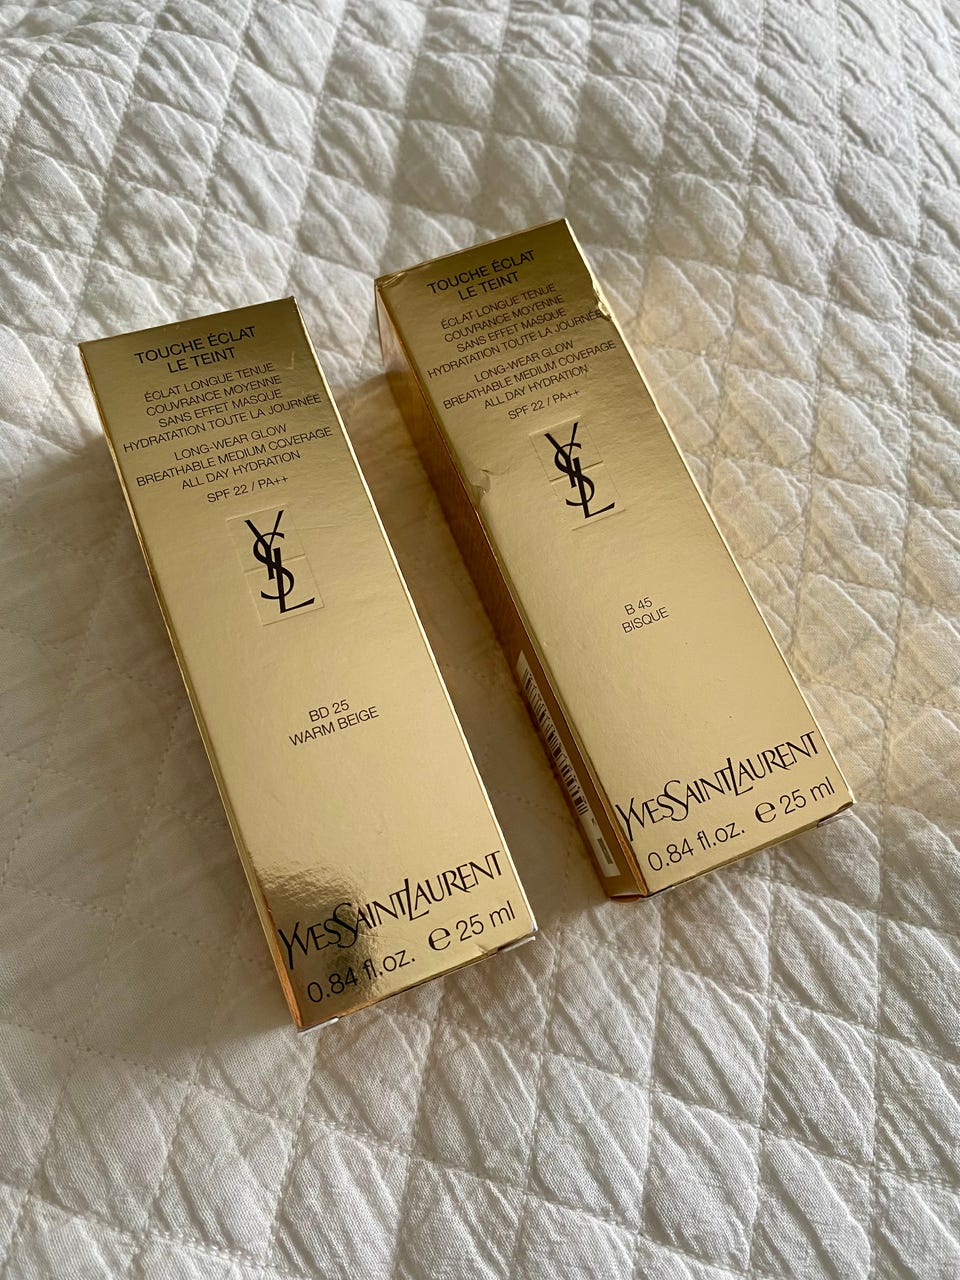 TOUCHE ÉCLAT
LE TEINT
ÉCLAT LONGUE TENUE
COUVRANCE MOYENNE
SANS EFFET MASQUE
HYDRATATION TOUTE LA JOURNÉE
LONG-WEAR GLOW
BREATHABLE MEDIUM COVERAGE
ALL DAY HYDRATION
SPF 22 / PA++
YSL
BD 25
WARM BEIGE
YVESSAINTLAURENT
0.84 fl.oz. ℮ 25 ml
TOUCHE ÉCLAT
LE TEINT
ÉCLAT LONGUE TENUE
COUVRANCE MOYENNE
SANS EFFET MASQUE
HYDRATATION TOUTE LA JOURNÉE
LONG-WEAR GLOW
BREATHABLE MEDIUM COVERAGE
ALL DAY HYDRATION
SPF 22 / PA++
YSL
B 45
BISQUE
YVESSAINTLAURENT
0.84 fl.oz. ℮ 25 ml